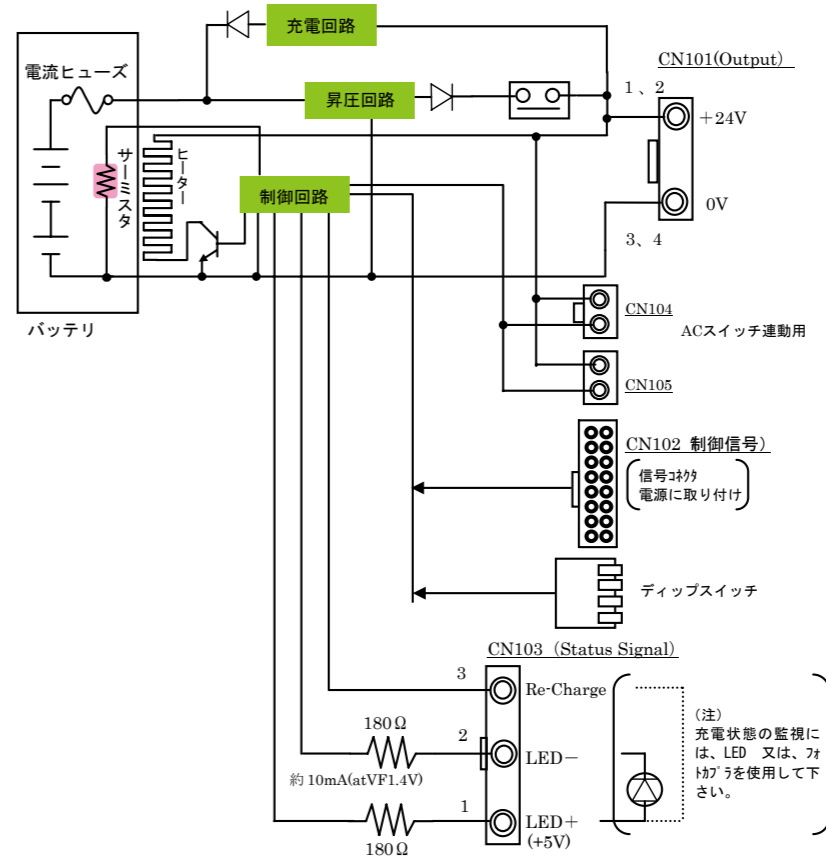 充電回路
電流ヒューズ
昇圧回路
CN101(Output)
1、2
+24V
サーミスタ
ヒーター
制御回路
0V
3、4
バッテリ
CN104
ACスイッチ連動用
CN105
CN102 制御信号)
信号ｺﾈｸﾀ
電源に取り付け
ディップスイッチ
CN103 (Status Signal)
3
Re-Charge
180Ω
2
LED−
約10mA(atVF1.4V)
1
LED+
(+5V)
180Ω
(注)
充電状態の監視に
は、LED 又は、ﾌｫ
ﾄｶﾌﾟﾗを使用して下
さい。